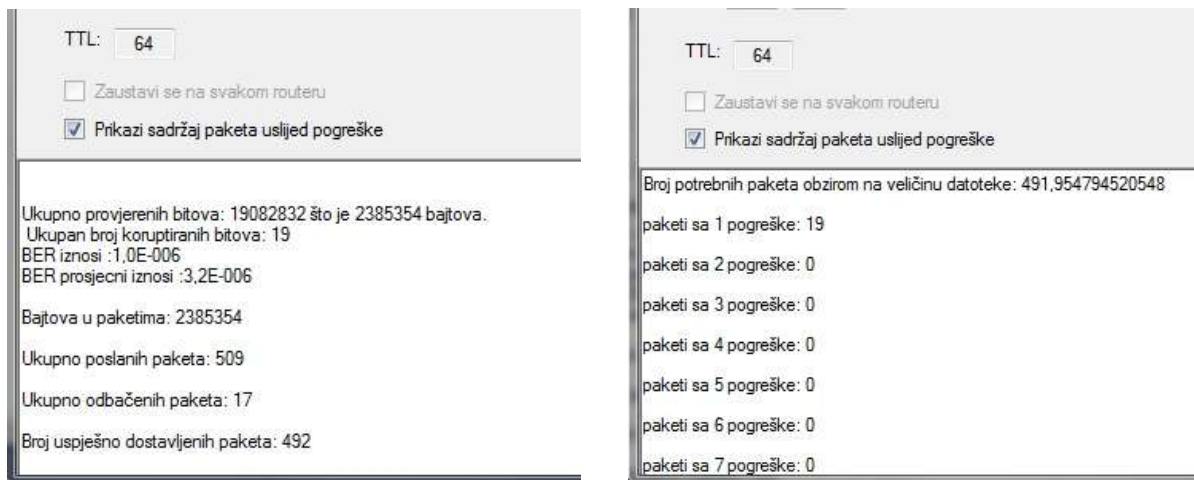 TTL: 64
Zaustavi se na svakom routeru
Prikazi sadržaj paketa uslijed pogreške
Ukupno provjerenih bitova: 19082832 što je 2385354 bajtova.
Ukupan broj koruptiranih bitova: 19
BER iznosi :1,0E-006
BER prosjecni iznosi :3,2E-006
Bajtova u paketima: 2385354
Ukupno poslanih paketa: 509
Ukupno odbačenih paketa: 17
Broj uspješno dostavljenih paketa: 492
TTL: 64
Zaustavi se na svakom routeru
Prikazi sadržaj paketa uslijed pogreške
Broj potrebnih paketa obzirom na veličinu datoteke: 491,954794520548
paketi sa 1 pogreške: 19
paketi sa 2 pogreške: 0
paketi sa 3 pogreške: 0
paketi sa 4 pogreške: 0
paketi sa 5 pogreške: 0
paketi sa 6 pogreške: 0
paketi sa 7 pogreške: 0